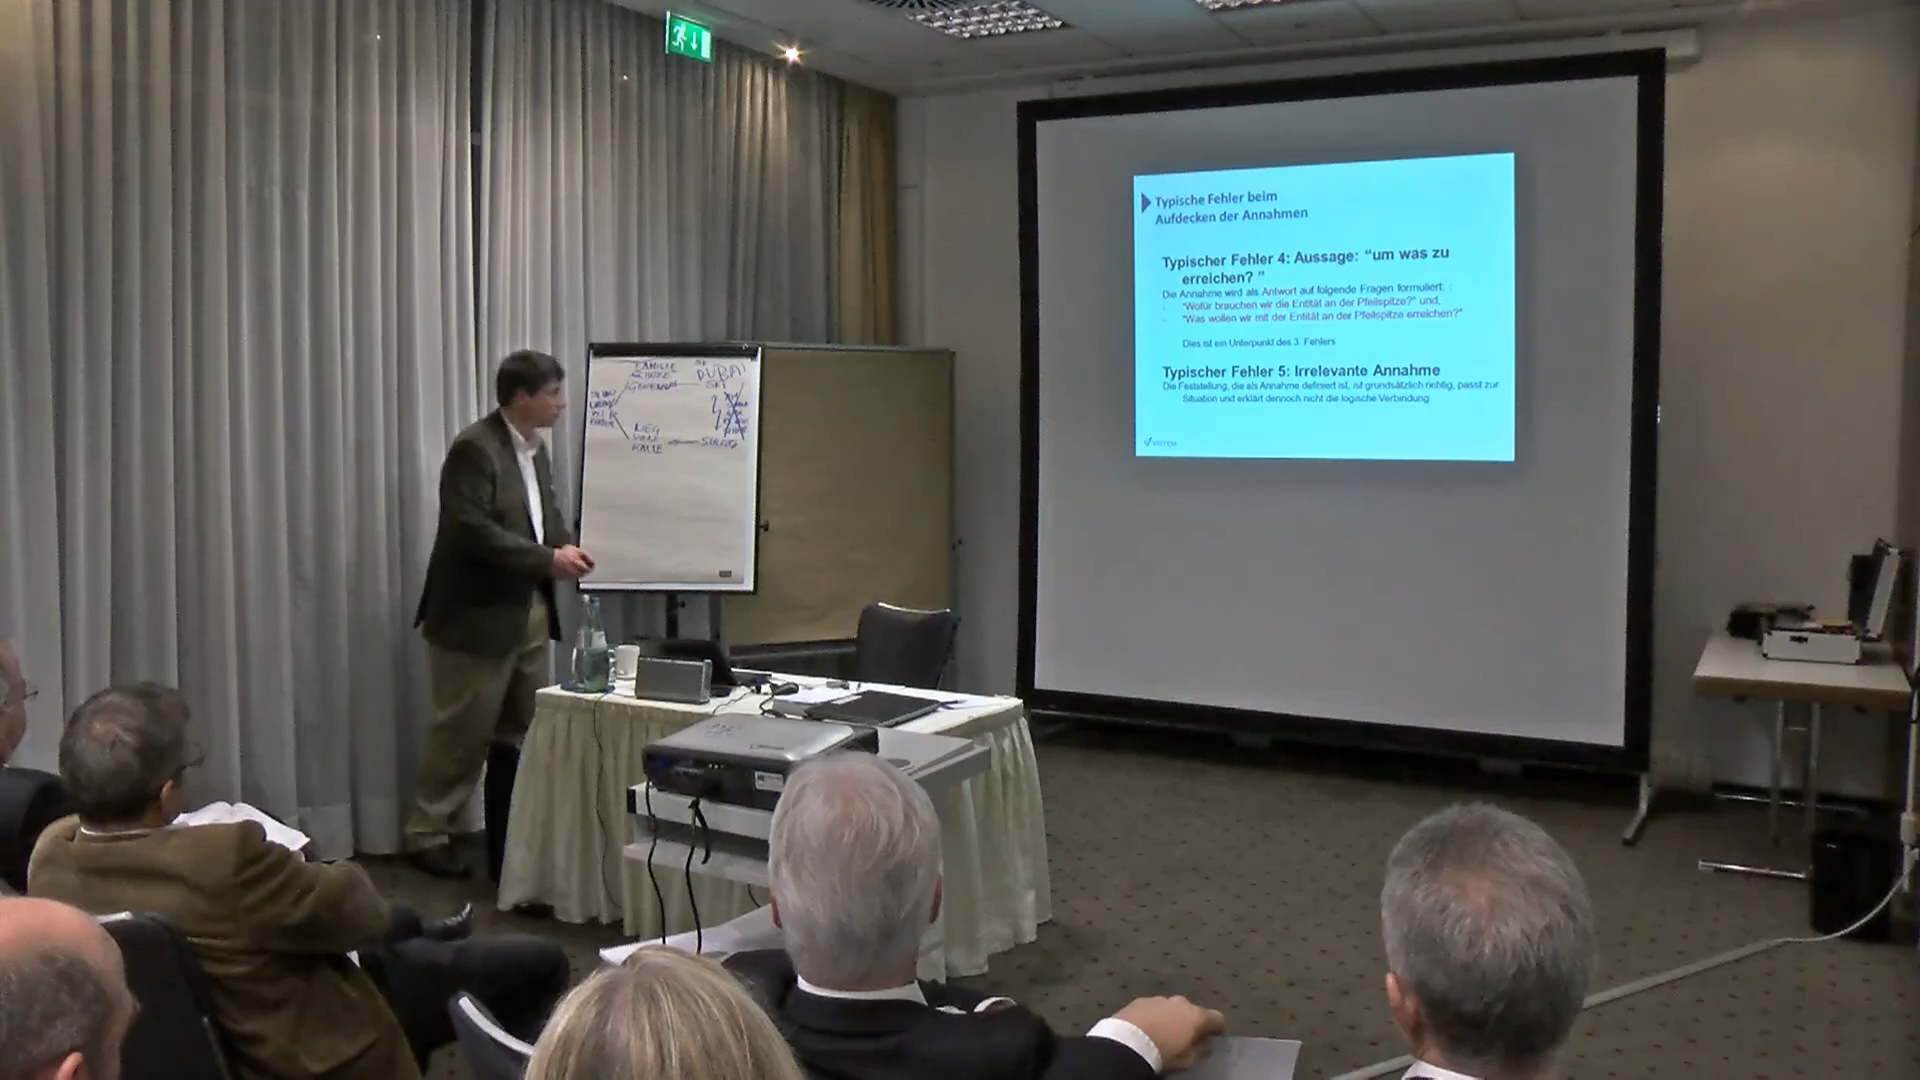 FAMILIE
DUBAI
SKI
NEG
Typische Fehler beim
Aufdecken der Annahmen
Typischer Fehler 4: Aussage: “um was zu
erreichen? ”
Die Annahme wird als Antwort auf folgende Fragen formuliert:
- “Wofür brauchen wir die Entität an der Pfeilspitze?” und,
- “Was wollen wir mit der Entität an der Pfeilspitze erreichen?”
Dies ist ein Unterpunkt des 3. Fehlers
Typischer Fehler 5: Irrelevante Annahme
Die Feststellung, die als Annahme definiert ist, ist grundsätzlich richtig, passt zur
Situation und erklärt dennoch nicht die logische Verbindung
VISTEM